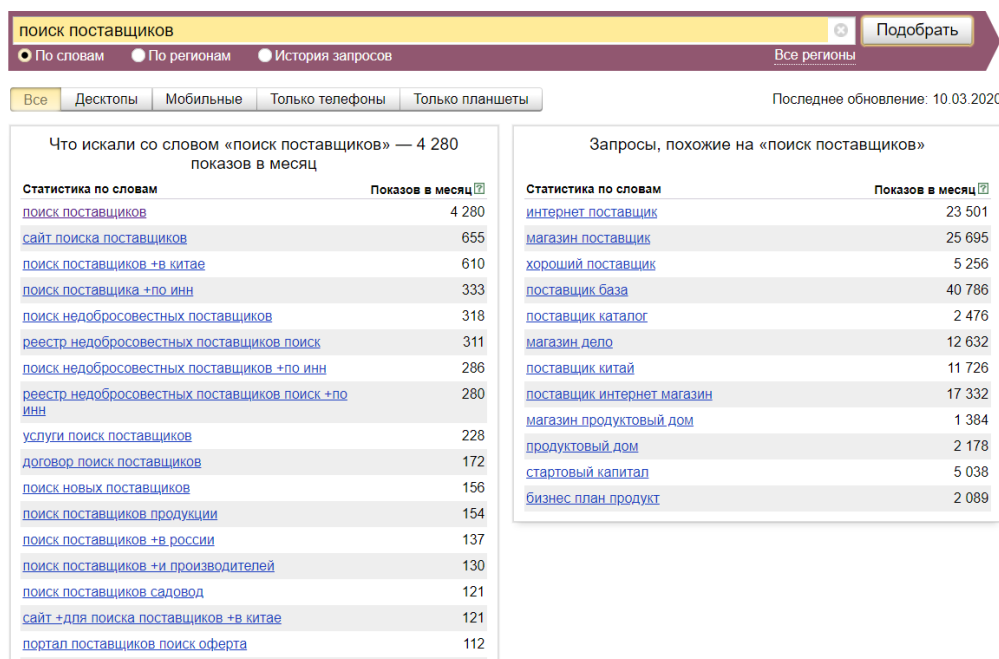 поиск поставщиков
Подобрать
По словам По регионам История запросов Все регионы
Все Десктопы Мобильные Только телефоны Только планшеты Последнее обновление: 10.03.2020
Что искали со словом «поиск поставщиков» — 4 280
показов в месяц
Статистика по словам Показов в месяц ?
поиск поставщиков 4 280
сайт поиска поставщиков 655
поиск поставщиков +в китае 610
поиск поставщика +по инн 333
поиск недобросовестных поставщиков 318
реестр недобросовестных поставщиков поиск 311
поиск недобросовестных поставщиков +по инн 286
реестр недобросовестных поставщиков поиск +по 280
инн
услуги поиск поставщиков 228
договор поиск поставщиков 172
поиск новых поставщиков 156
поиск поставщиков продукции 154
поиск поставщиков +в россии 137
поиск поставщиков +и производителей 130
поиск поставщиков садовод 121
сайт +для поиска поставщиков +в китае 121
портал поставщиков поиск оферта 112
Запросы, похожие на «поиск поставщиков»
Статистика по словам Показов в месяц ?
интернет поставщик 23 501
магазин поставщик 25 695
хороший поставщик 5 256
поставщик база 40 786
поставщик каталог 2 476
магазин дело 12 632
поставщик китай 11 726
поставщик интернет магазин 17 332
магазин продуктовый дом 1 384
продуктовый дом 2 178
стартовый капитал 5 038
бизнес план продукт 2 089